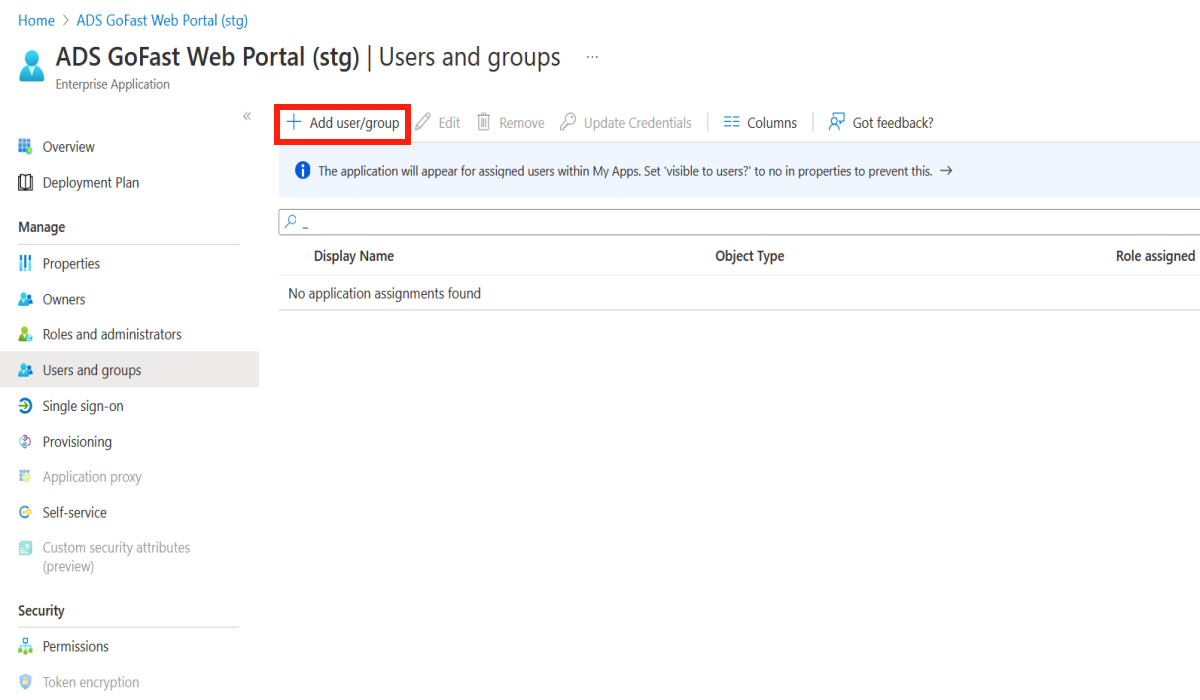 Home > ADS GoFast Web Portal (stg)
ADS GoFast Web Portal (stg) | Users and groups ...
Enterprise Application
«
Overview
Deployment Plan
Manage
Properties
Owners
Roles and administrators
Users and groups
Single sign-on
Provisioning
Application proxy
Self-service
Custom security attributes
(preview)
Security
Permissions
Token encryption
+ Add user/group Edit Remove Update Credentials | Columns | Got feedback?
The application will appear for assigned users within My Apps. Set 'visible to users?' to no in properties to prevent this. →
_
Display Name Object Type Role assigned
No application assignments found